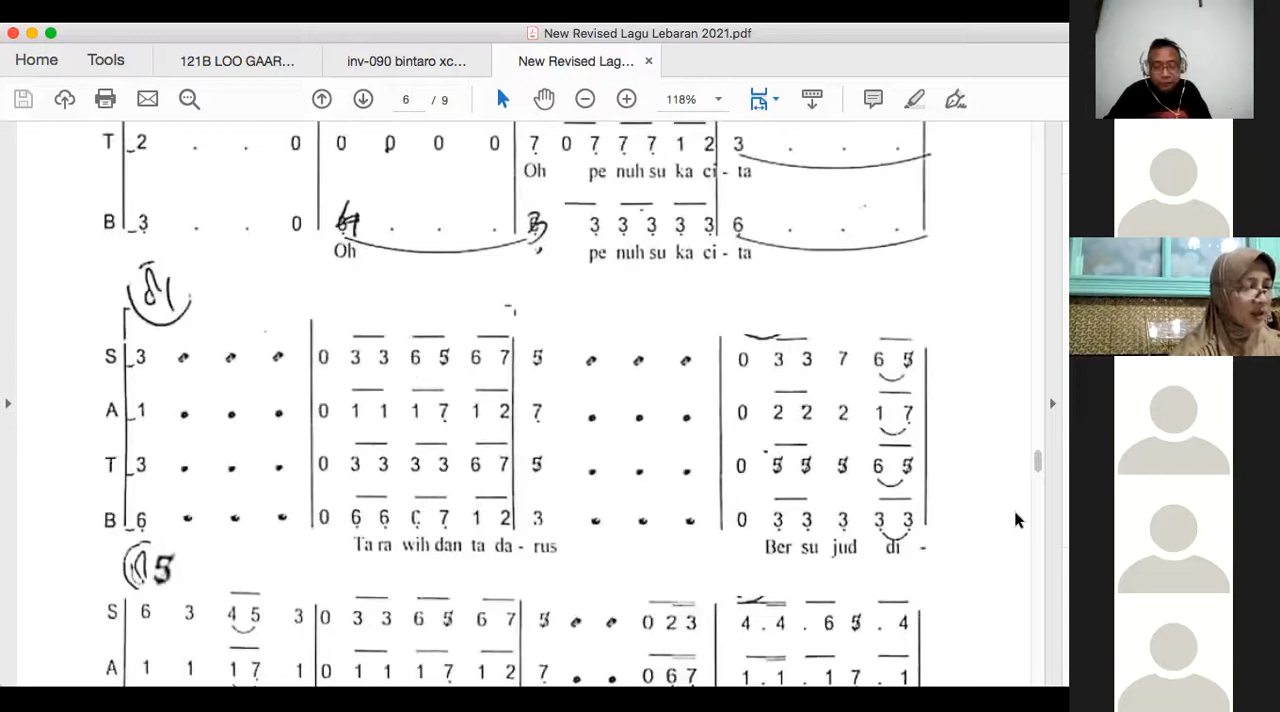 New Revised Lagu Lebaran 2021.pdf
Home Tools 121B LOO GAAR... inv-090 bintaro xc... New Revised Lag... ×
6 / 9 118%
T 2 . . 0 0 0 0 0 7 0 7 7 7 1 2 3 . . .
Oh pe nuh su ka ci - ta
B 3 . . 0 . . . 3 3 3 3 3 6 . . .
Oh pe nuh su ka ci - ta
S 3 . . . 0 3 3 6 5 6 7 5 . . . 0 3 3 7 6 5
A 1 . . . 0 1 1 1 7 1 2 7 . . . 0 2 2 2 1 7
T 3 . . . 0 3 3 3 3 6 7 5 . . . 0 5 5 5 6 5
B 6 . . . 0 6 6 7 1 2 3 . . . 0 3 3 3 3 3
Ta ra wih dan ta da - rus Ber su jud di -
S 6 3 4 5 3 0 3 3 6 5 6 7 5 . . 0 2 3 4 . 4 . 6 5 . 4
A 1 1 1 7 1 0 1 1 1 7 1 2 7 . . 0 6 7 1 . 1 . 1 7 . 1